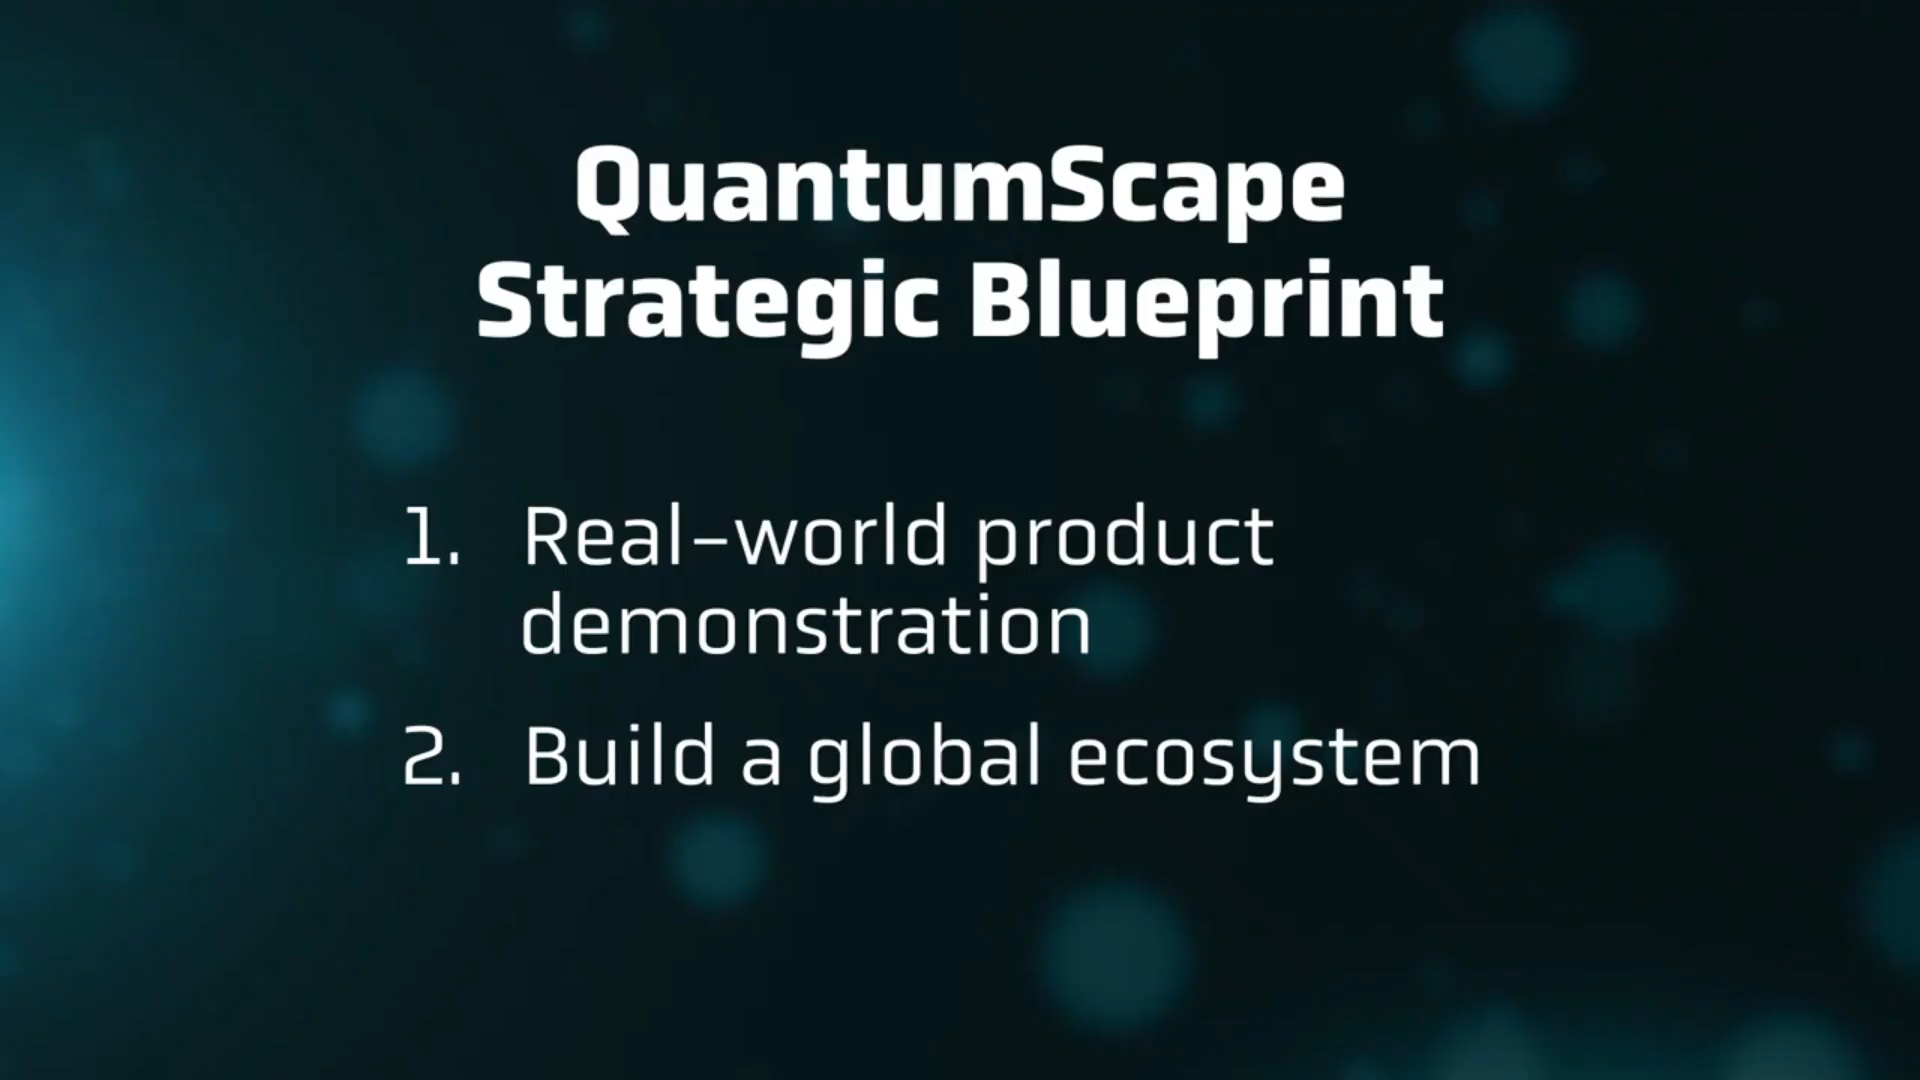 QuantumScape
Strategic Blueprint
1. Real-world product
demonstration
2. Build a global ecosystem